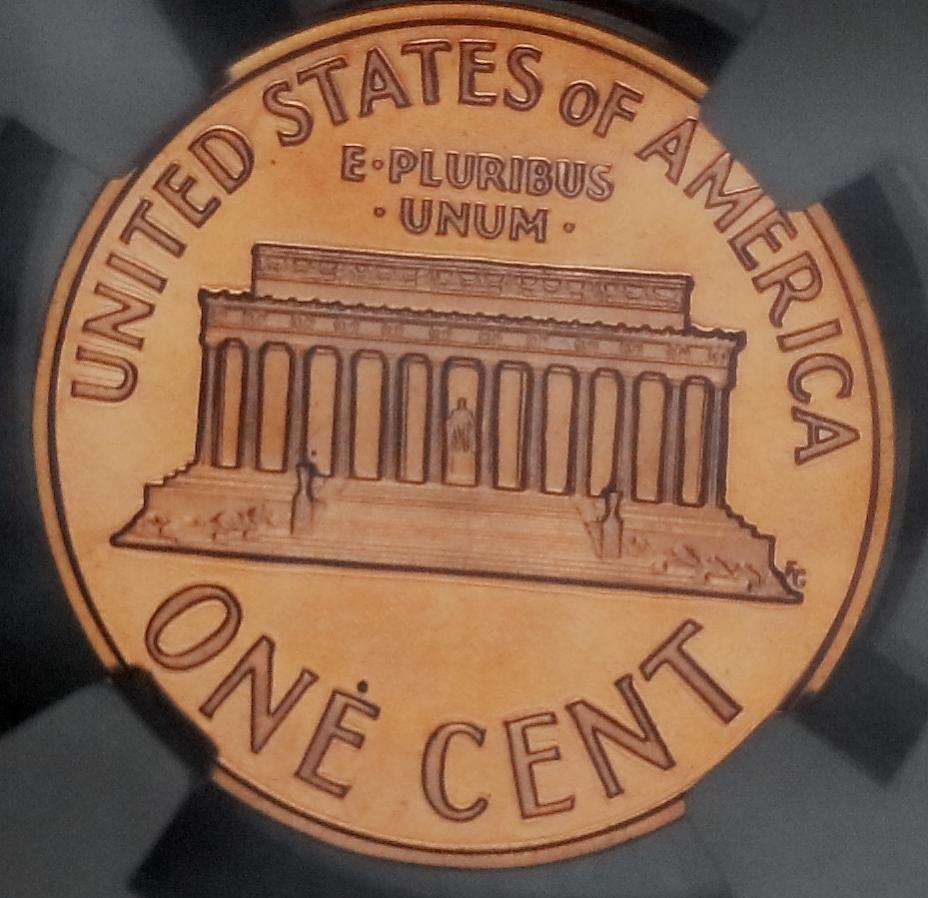 UNITED STATES OF AMERICA
E·PLURIBUS
·UNUM·
FG
ONE CENT